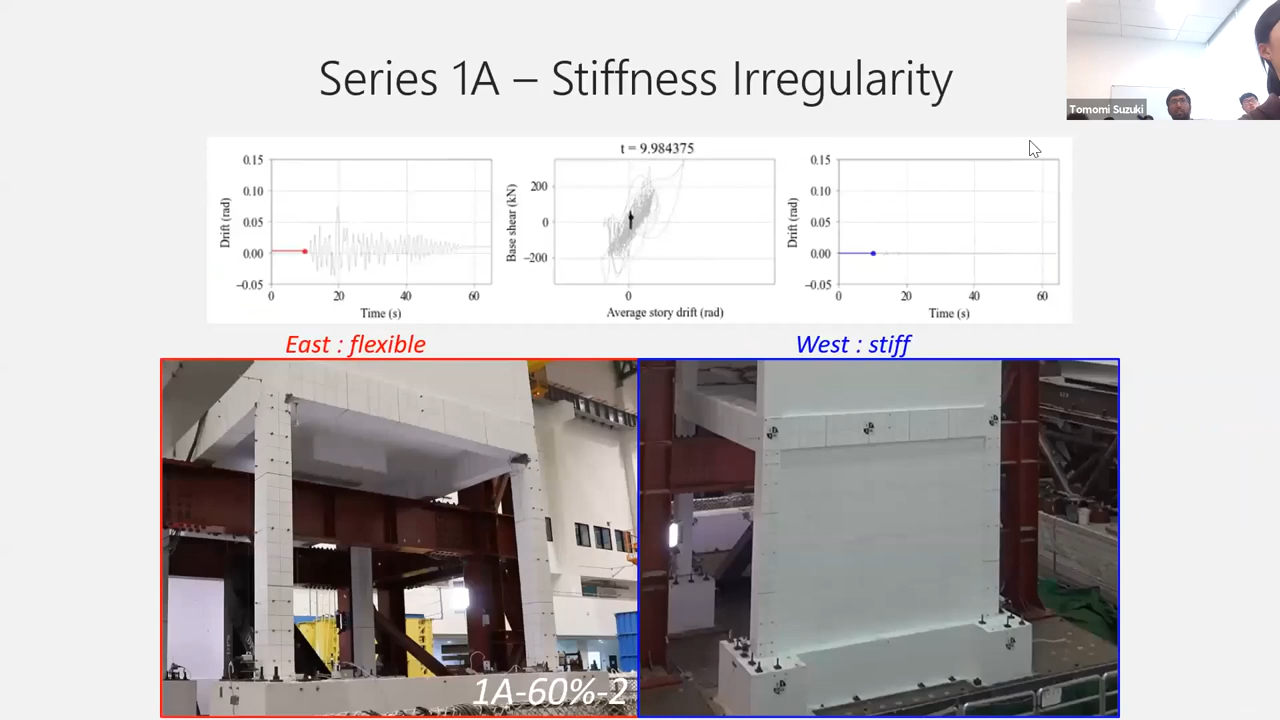 Series 1A – Stiffness Irregularity
Tomomi Suzuki
t = 9.984375
0.15
0.10
0.05
0.00
−0.05
Drift (rad)
0
20
40
60
Time (s)
200
0
−200
Base shear (kN)
0
Average story drift (rad)
0.15
0.10
0.05
0.00
−0.05
Drift (rad)
0
20
40
60
Time (s)
East : flexible
West : stiff
1A-60%-2